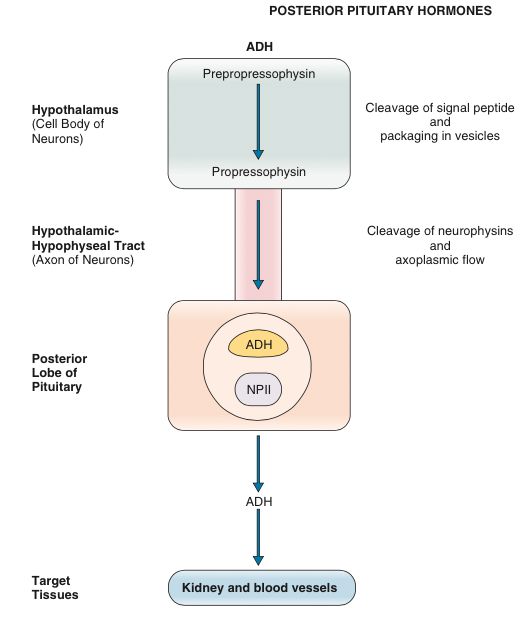 POSTERIOR PITUITARY HORMONES
ADH
Prepropressophysin
Hypothalamus
(Cell Body of
Neurons)
Cleavage of signal peptide
and
packaging in vesicles
Propressophysin
Hypothalamic-
Hypophyseal Tract
(Axon of Neurons)
Cleavage of neurophysins
and
axoplasmic flow
Posterior
Lobe of
Pituitary
ADH
NPII
ADH
Target
Tissues
Kidney and blood vessels